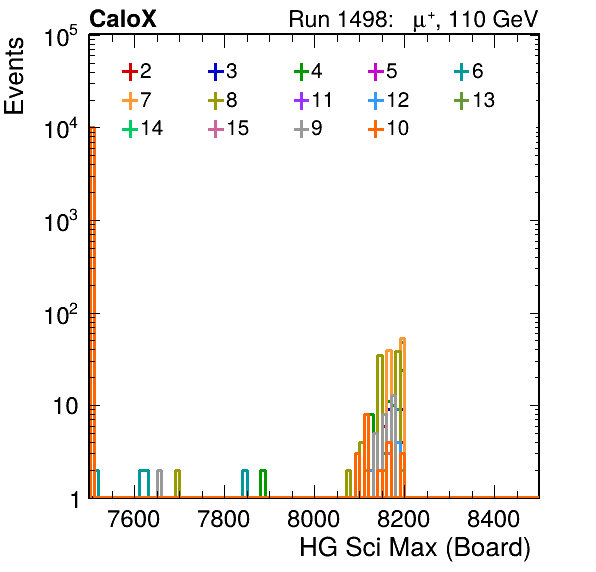 CaloX Run 1498: μ⁺, 110 GeV
Events
10⁵
10⁴
10³
10²
10
1
2 3 4 5 6
7 8 11 12 13
14 15 9 10
7600 7800 8000 8200 8400
HG Sci Max (Board)